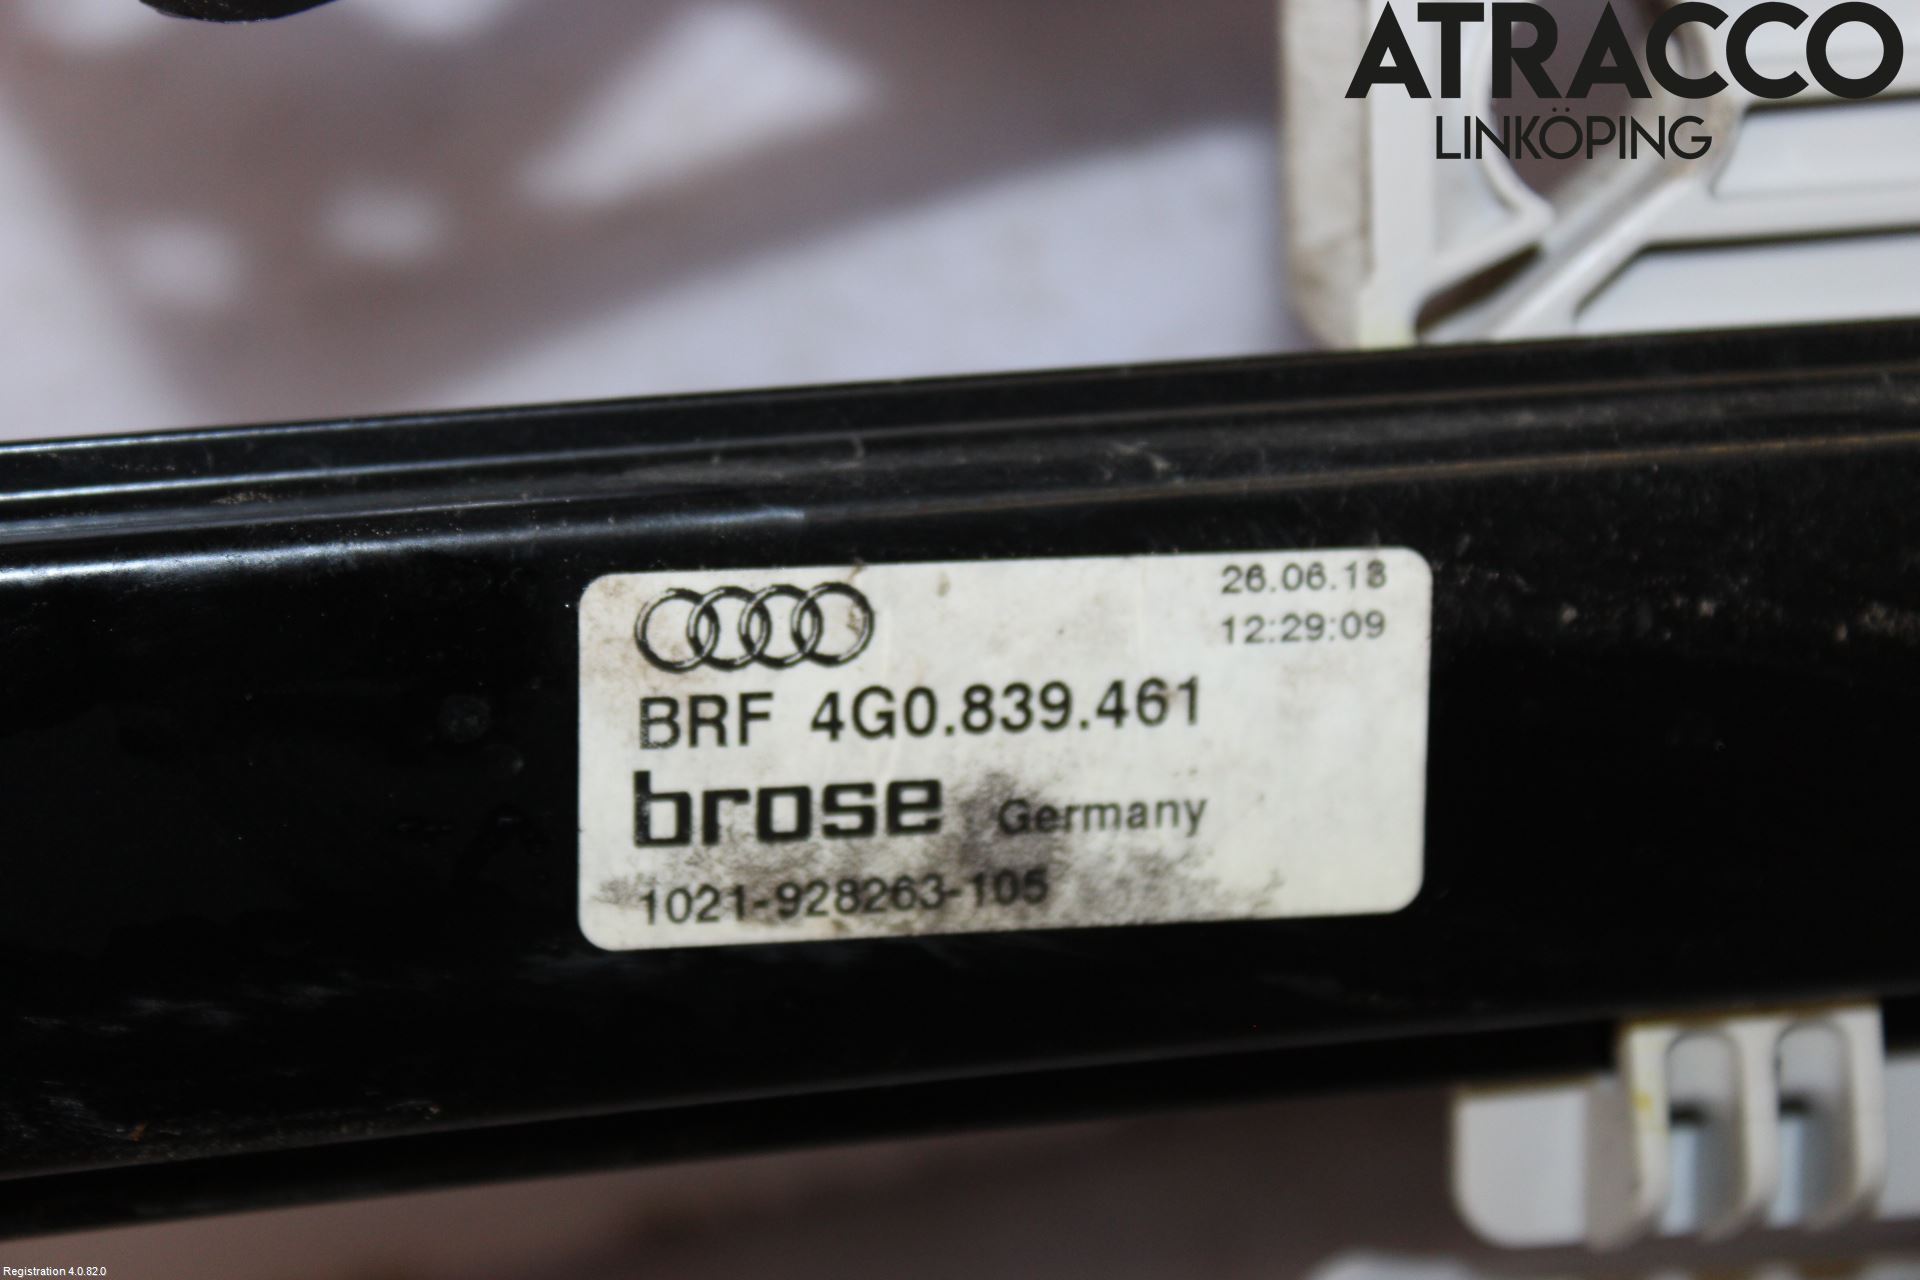 ATRACCO
LINKÖPING
26.06.13
12:29:09
BRF 4G0.839.461
brose Germany
1021-928263-105
Registration 4.0.82.0